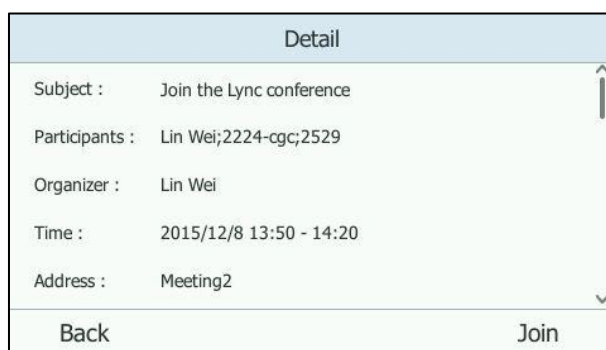 Detail
Subject : Join the Lync conference
Participants : Lin Wei;2224-cgc;2529
Organizer : Lin Wei
Time : 2015/12/8 13:50 - 14:20
Address : Meeting2
Back Join